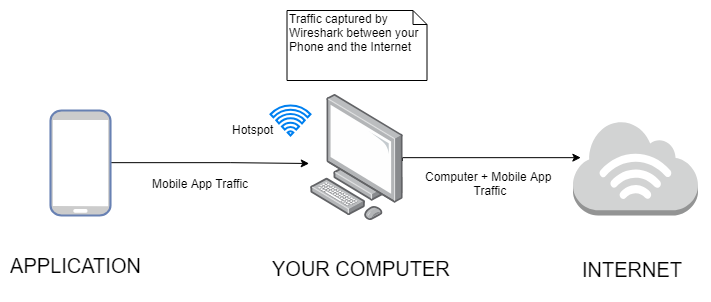 Traffic captured by
Wireshark between your
Phone and the Internet
Hotspot
Mobile App Traffic
Computer + Mobile App
Traffic
APPLICATION
YOUR COMPUTER
INTERNET